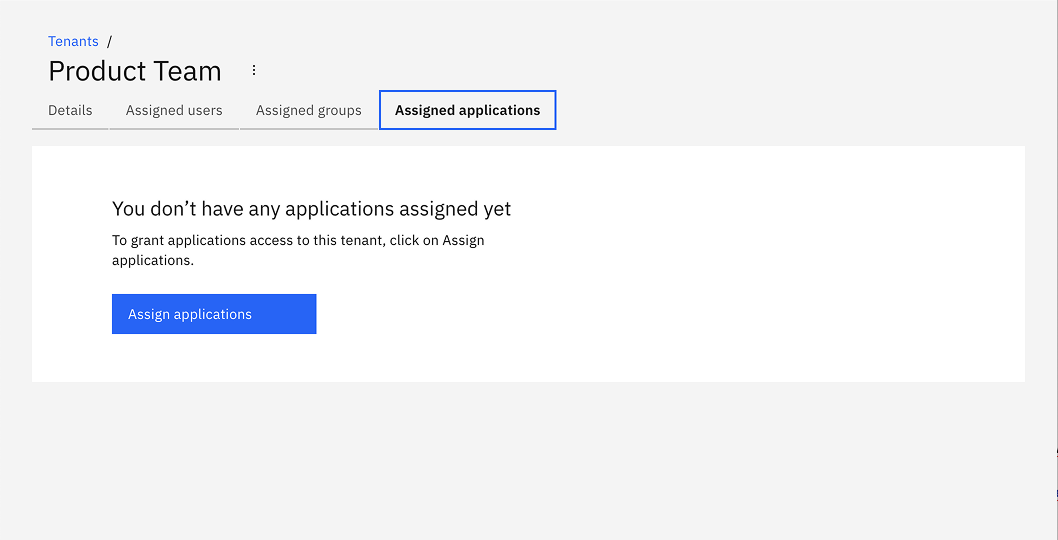 Tenants /
Product Team
Details Assigned users Assigned groups Assigned applications
You don’t have any applications assigned yet
To grant applications access to this tenant, click on Assign
applications.
Assign applications